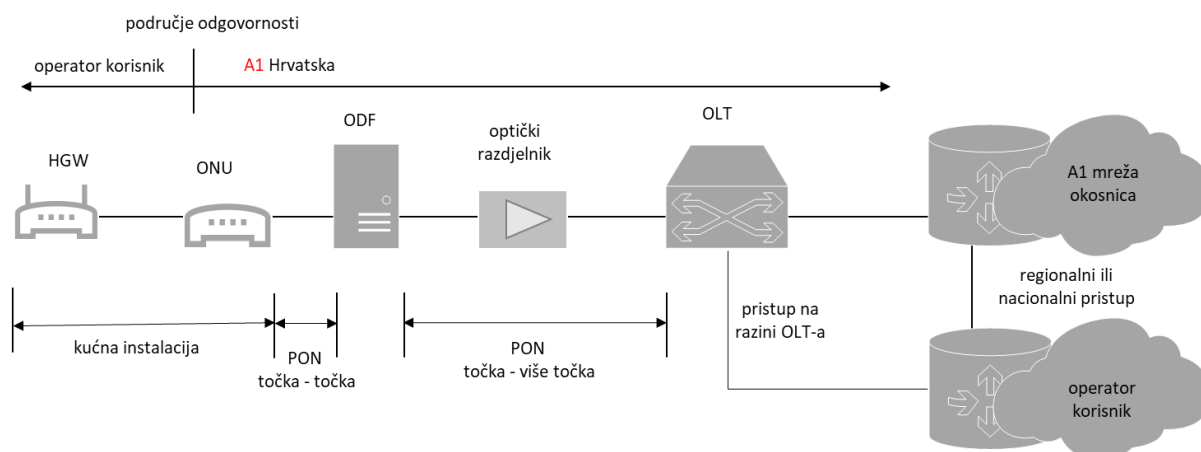 područje odgovornosti
operator korisnik
A1 Hrvatska
HGW
ONU
ODF
optički
razdjelnik
OLT
A1 mreža
okosnica
kućna instalacija
PON
točka - točka
PON
točka - više točka
pristup na
razini OLT-a
regionalni ili
nacionalni pristup
operator
korisnik